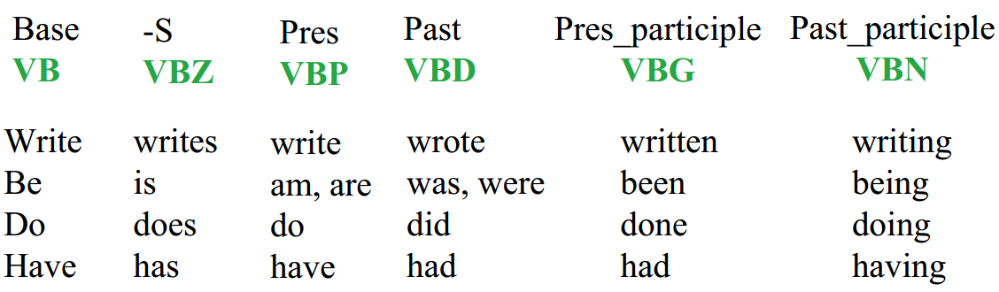 Base -S Pres Past Pres_participle Past_participle
VB VBZ VBP VBD VBG VBN
Write writes write wrote written writing
Be is am, are was, were been being
Do does do did done doing
Have has have had had having